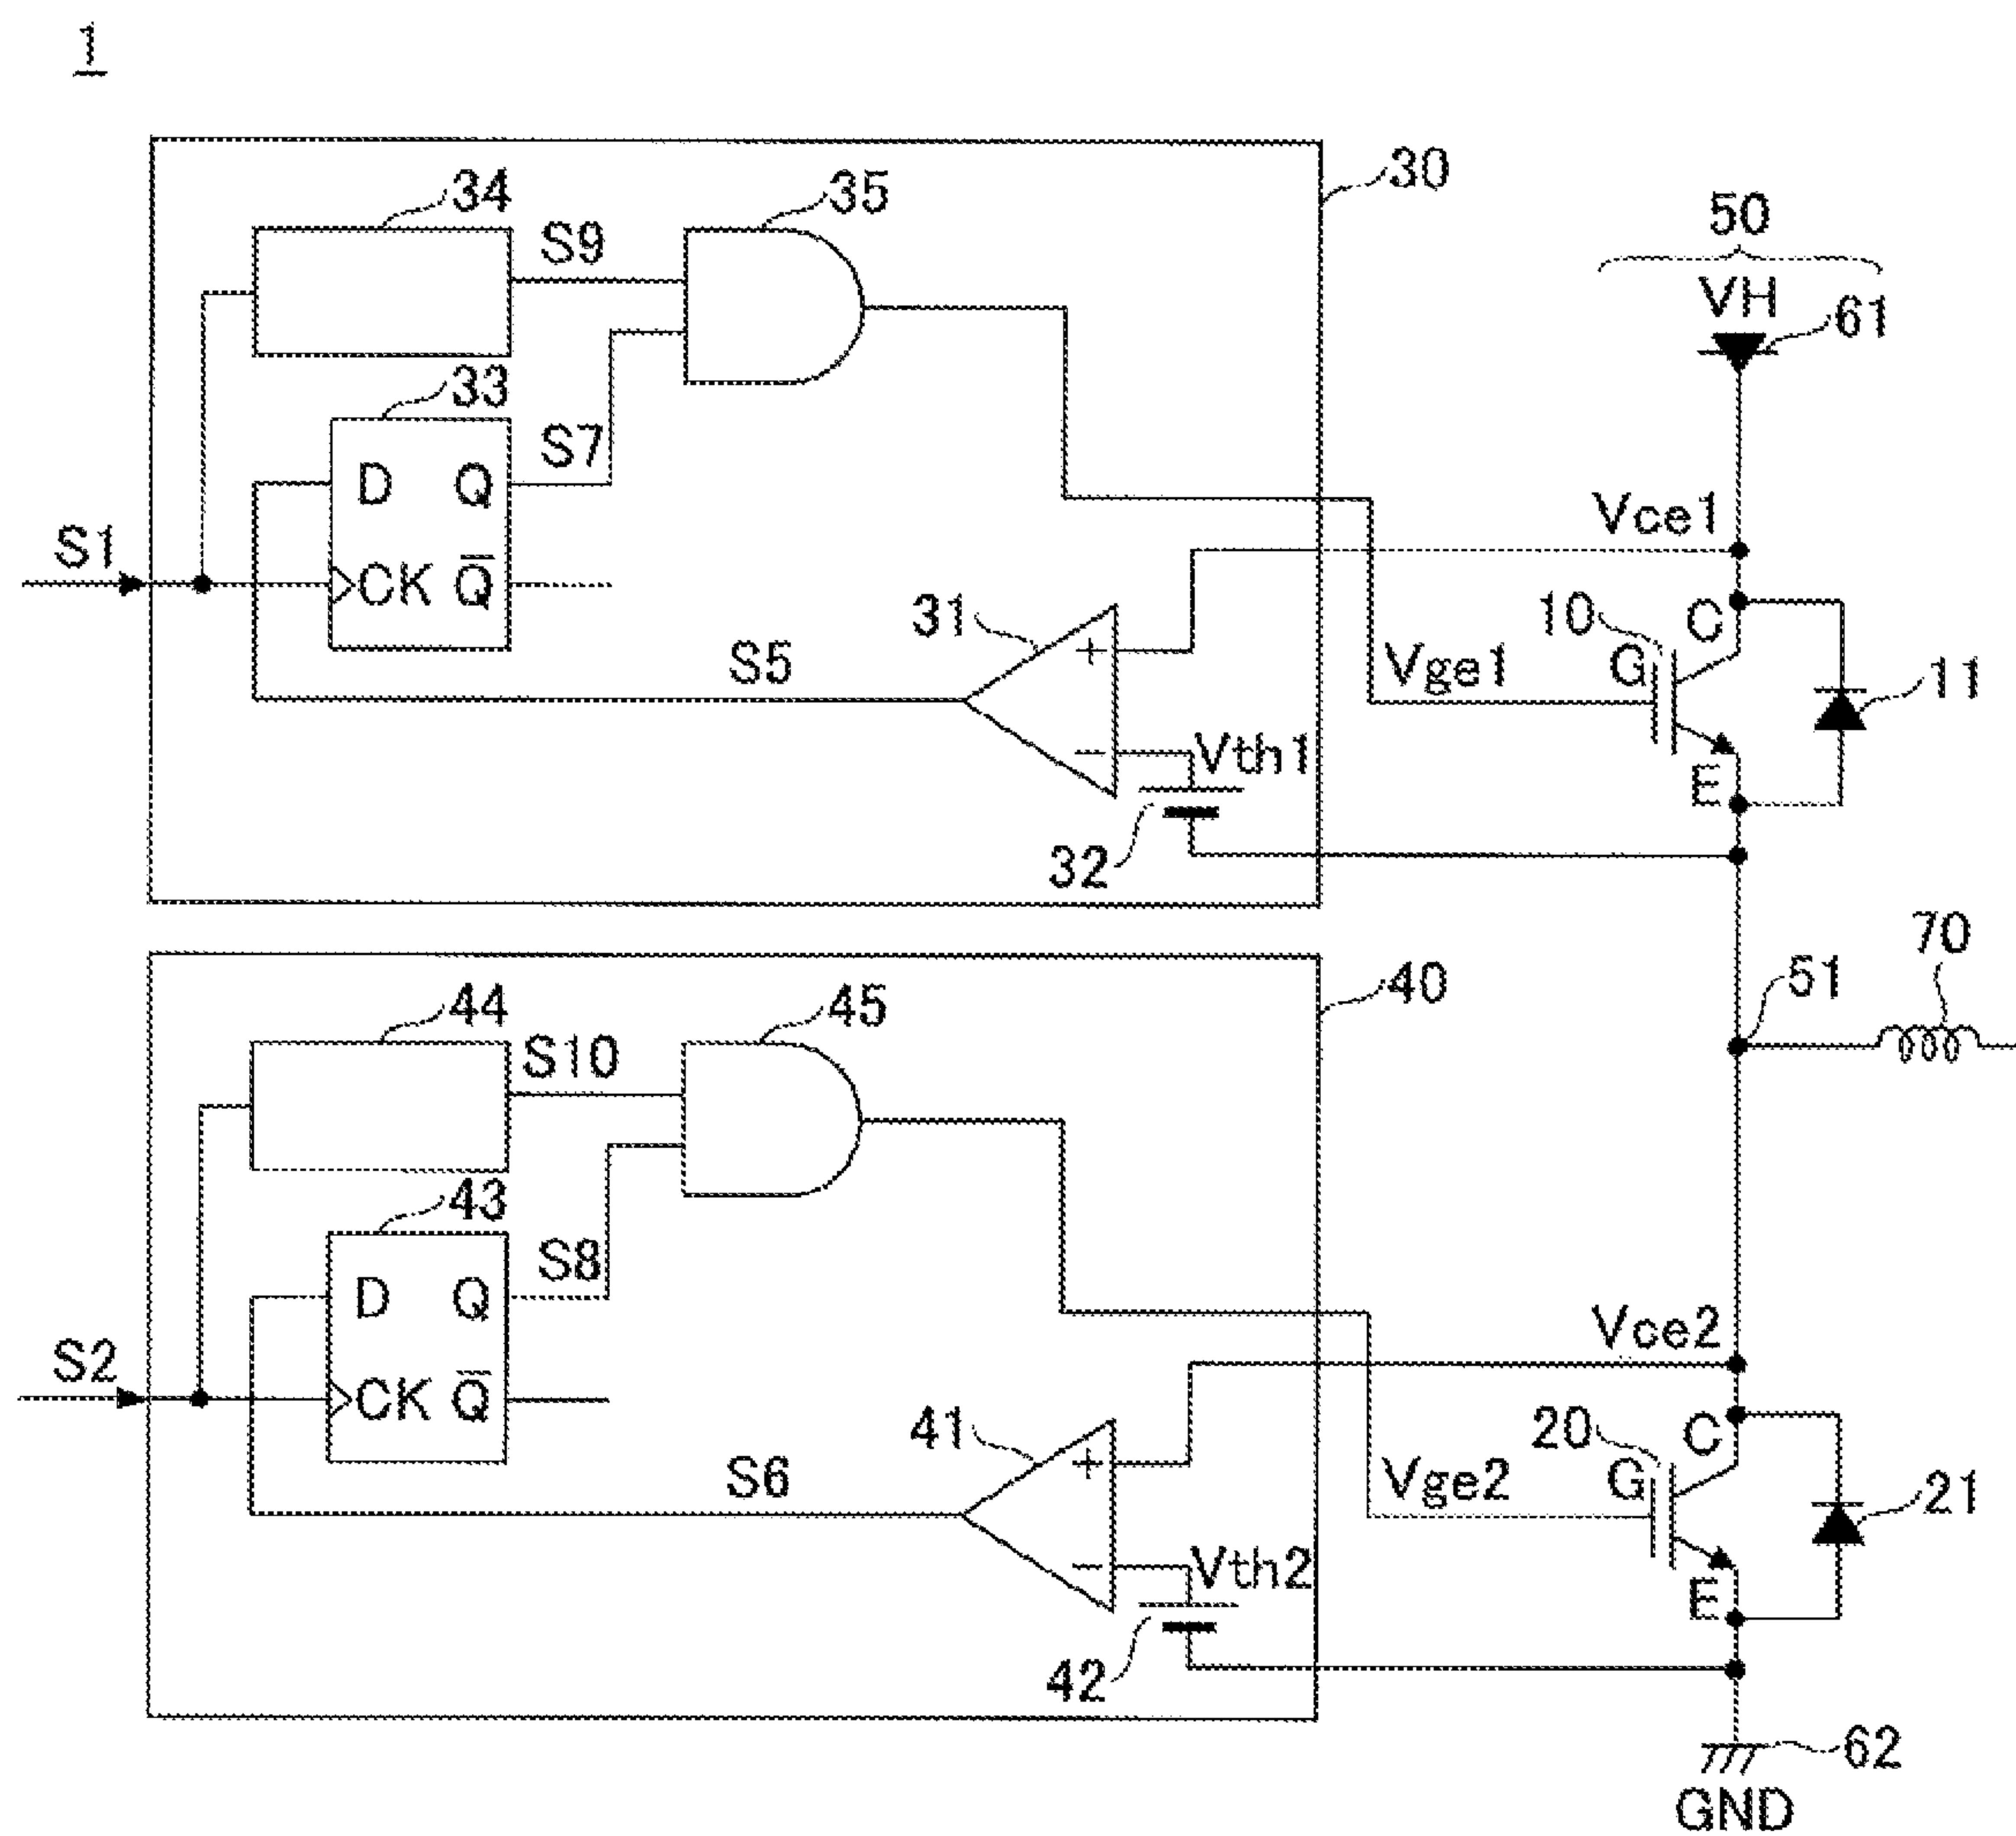 1
30
34
S9
35
50
VH
61
33
S7
D Q
S1
CK Q̅
Vce1
31
S5
+
10
C
G
Vge1
11
−
Vth1
E
32
70
51
40
44
S10
45
43
S8
D Q
S2
CK Q̅
Vce2
41
S6
+
20
C
G
Vge2
21
−
Vth2
E
42
62
GND